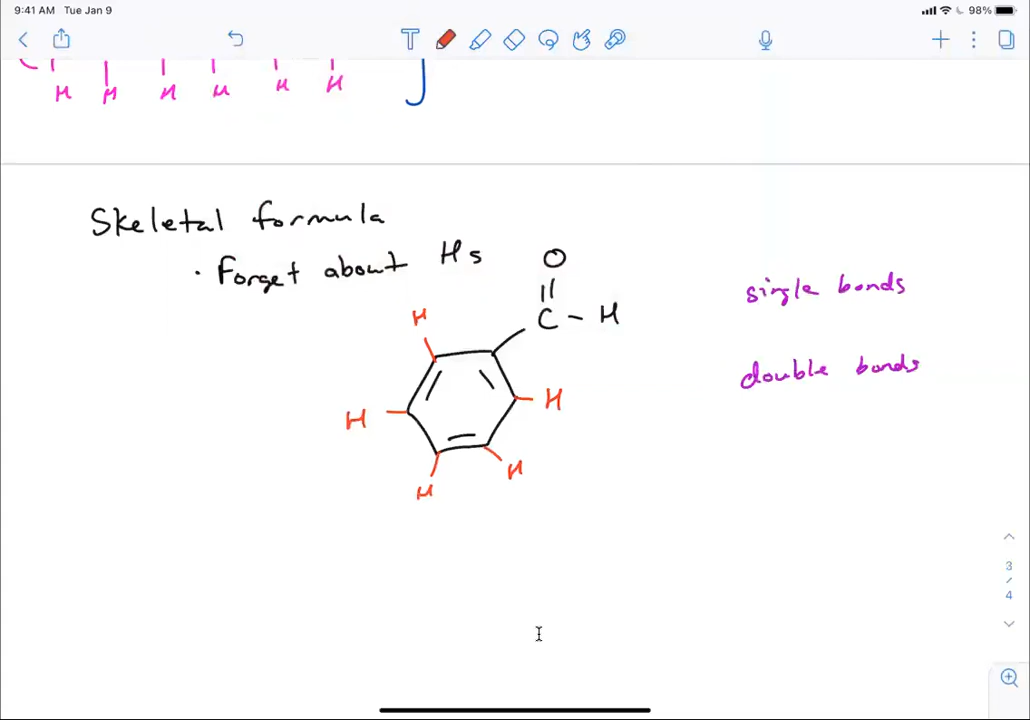 9:41 AM Tue Jan 9
98%
T
H H H H H H
Skeletal formula
· Forget about Hs
O
C - H
H
H
H
H
H
single bonds
double bonds
3
/
4